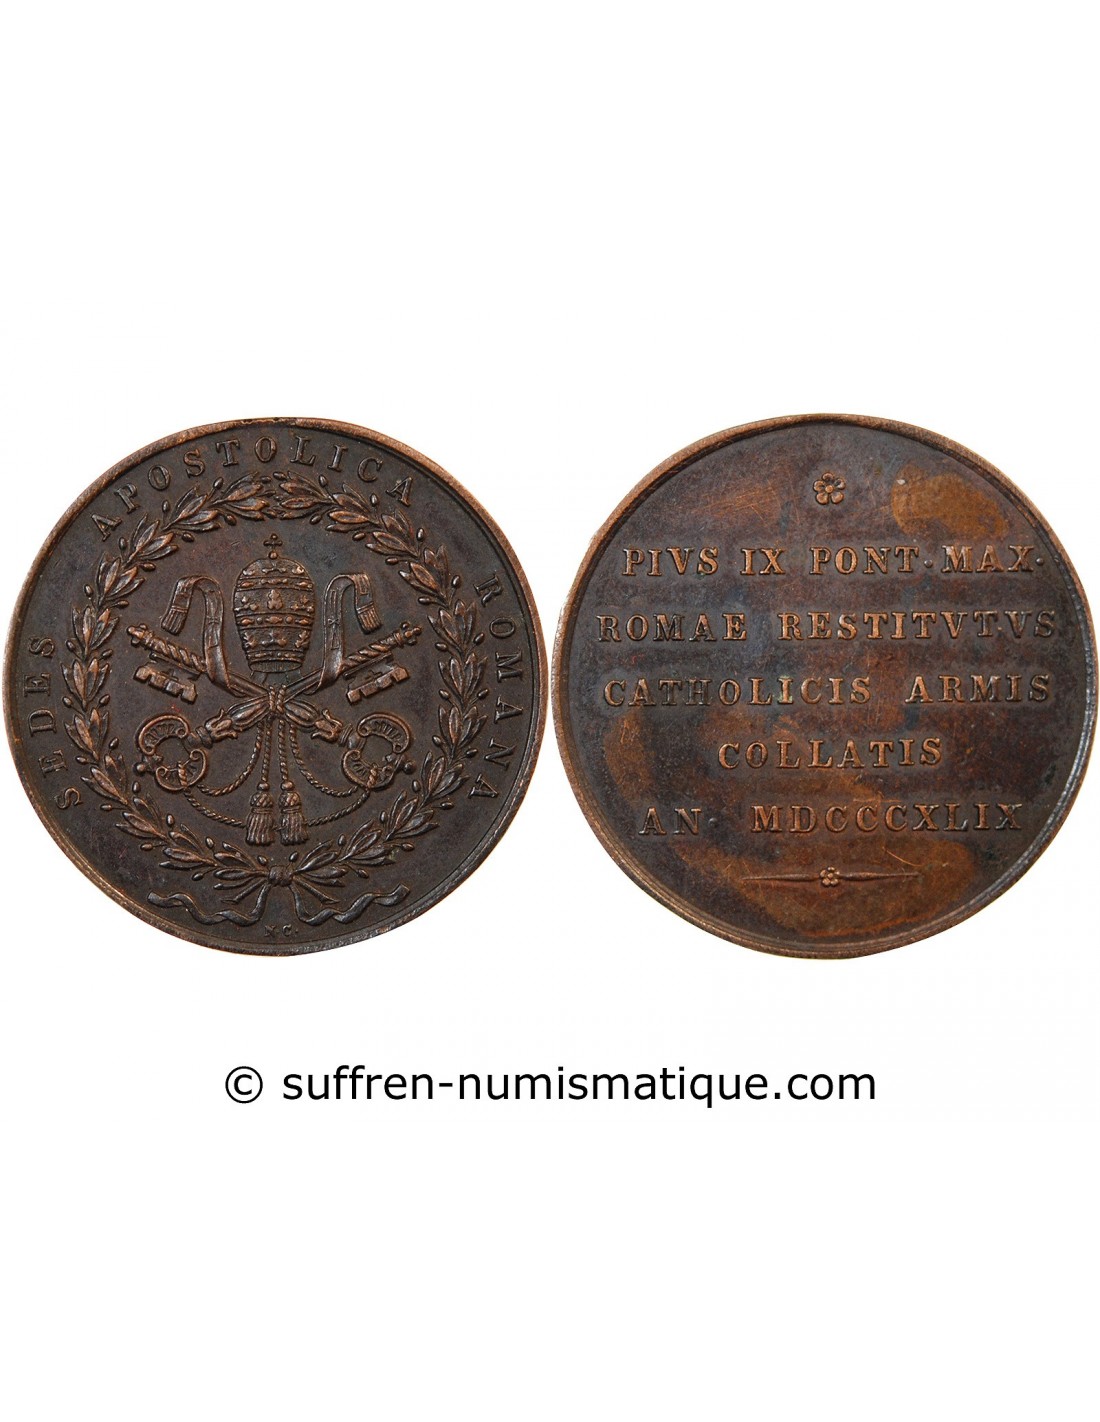 SEDES APOSTOLICA ROMANA
N.C.
PIVS IX PONT·MAX·
ROMAE RESTITVTVS
CATHOLICIS ARMIS
COLLATIS
AN· MDCCCXLIX
© suffren-numismatique.com